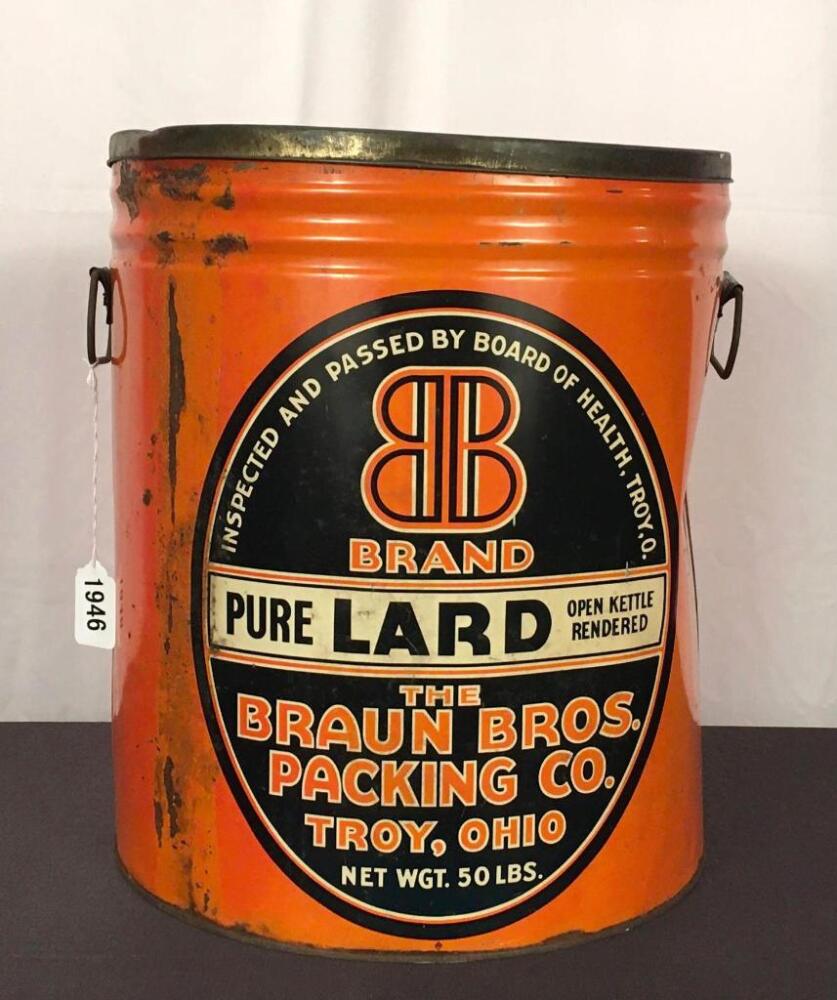 INSPECTED AND PASSED BY BOARD OF HEALTH, TROY, O.
BB
BRAND
PURE LARD OPEN KETTLE
RENDERED
THE
BRAUN BROS.
PACKING CO.
TROY, OHIO
NET WGT. 50 LBS.
1946